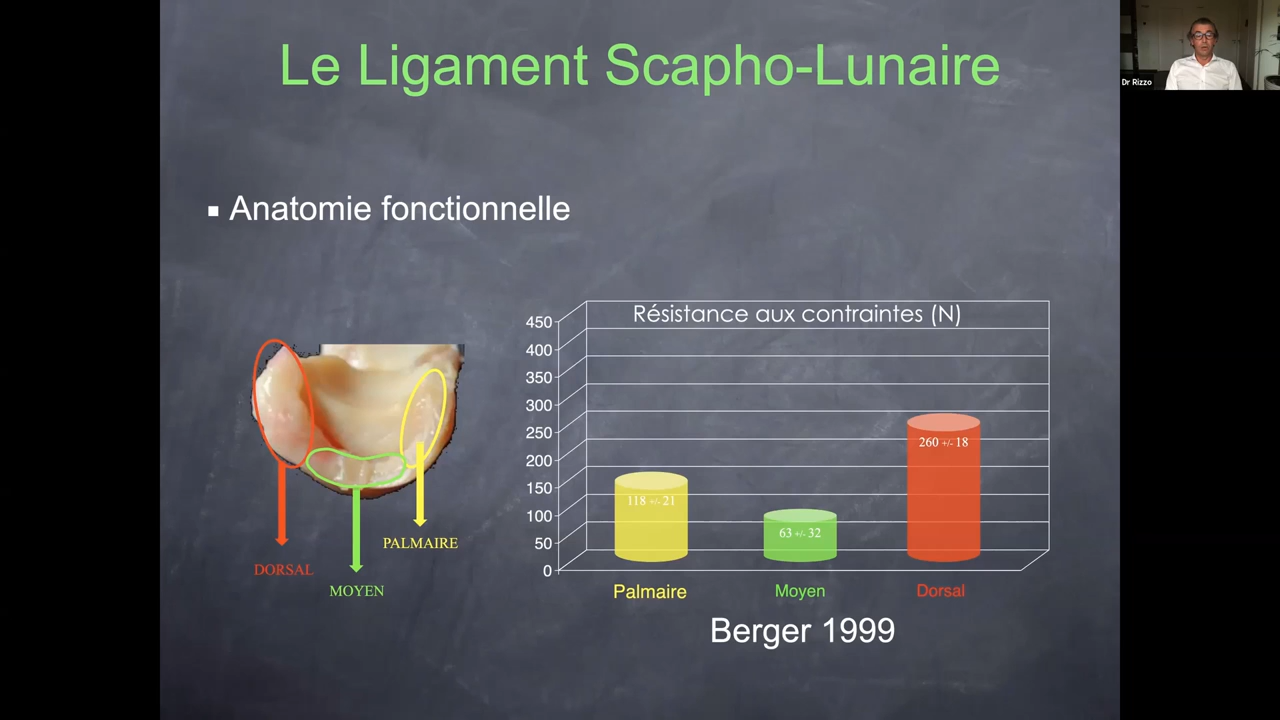 Le Ligament Scapho-Lunaire
Dr Rizzo
▪ Anatomie fonctionnelle
Résistance aux contraintes (N)
450
400
350
300
250
200
150
100
50
0
118 +/- 21
63 +/- 32
260 +/- 18
Palmaire
Moyen
Dorsal
DORSAL
MOYEN
PALMAIRE
Berger 1999